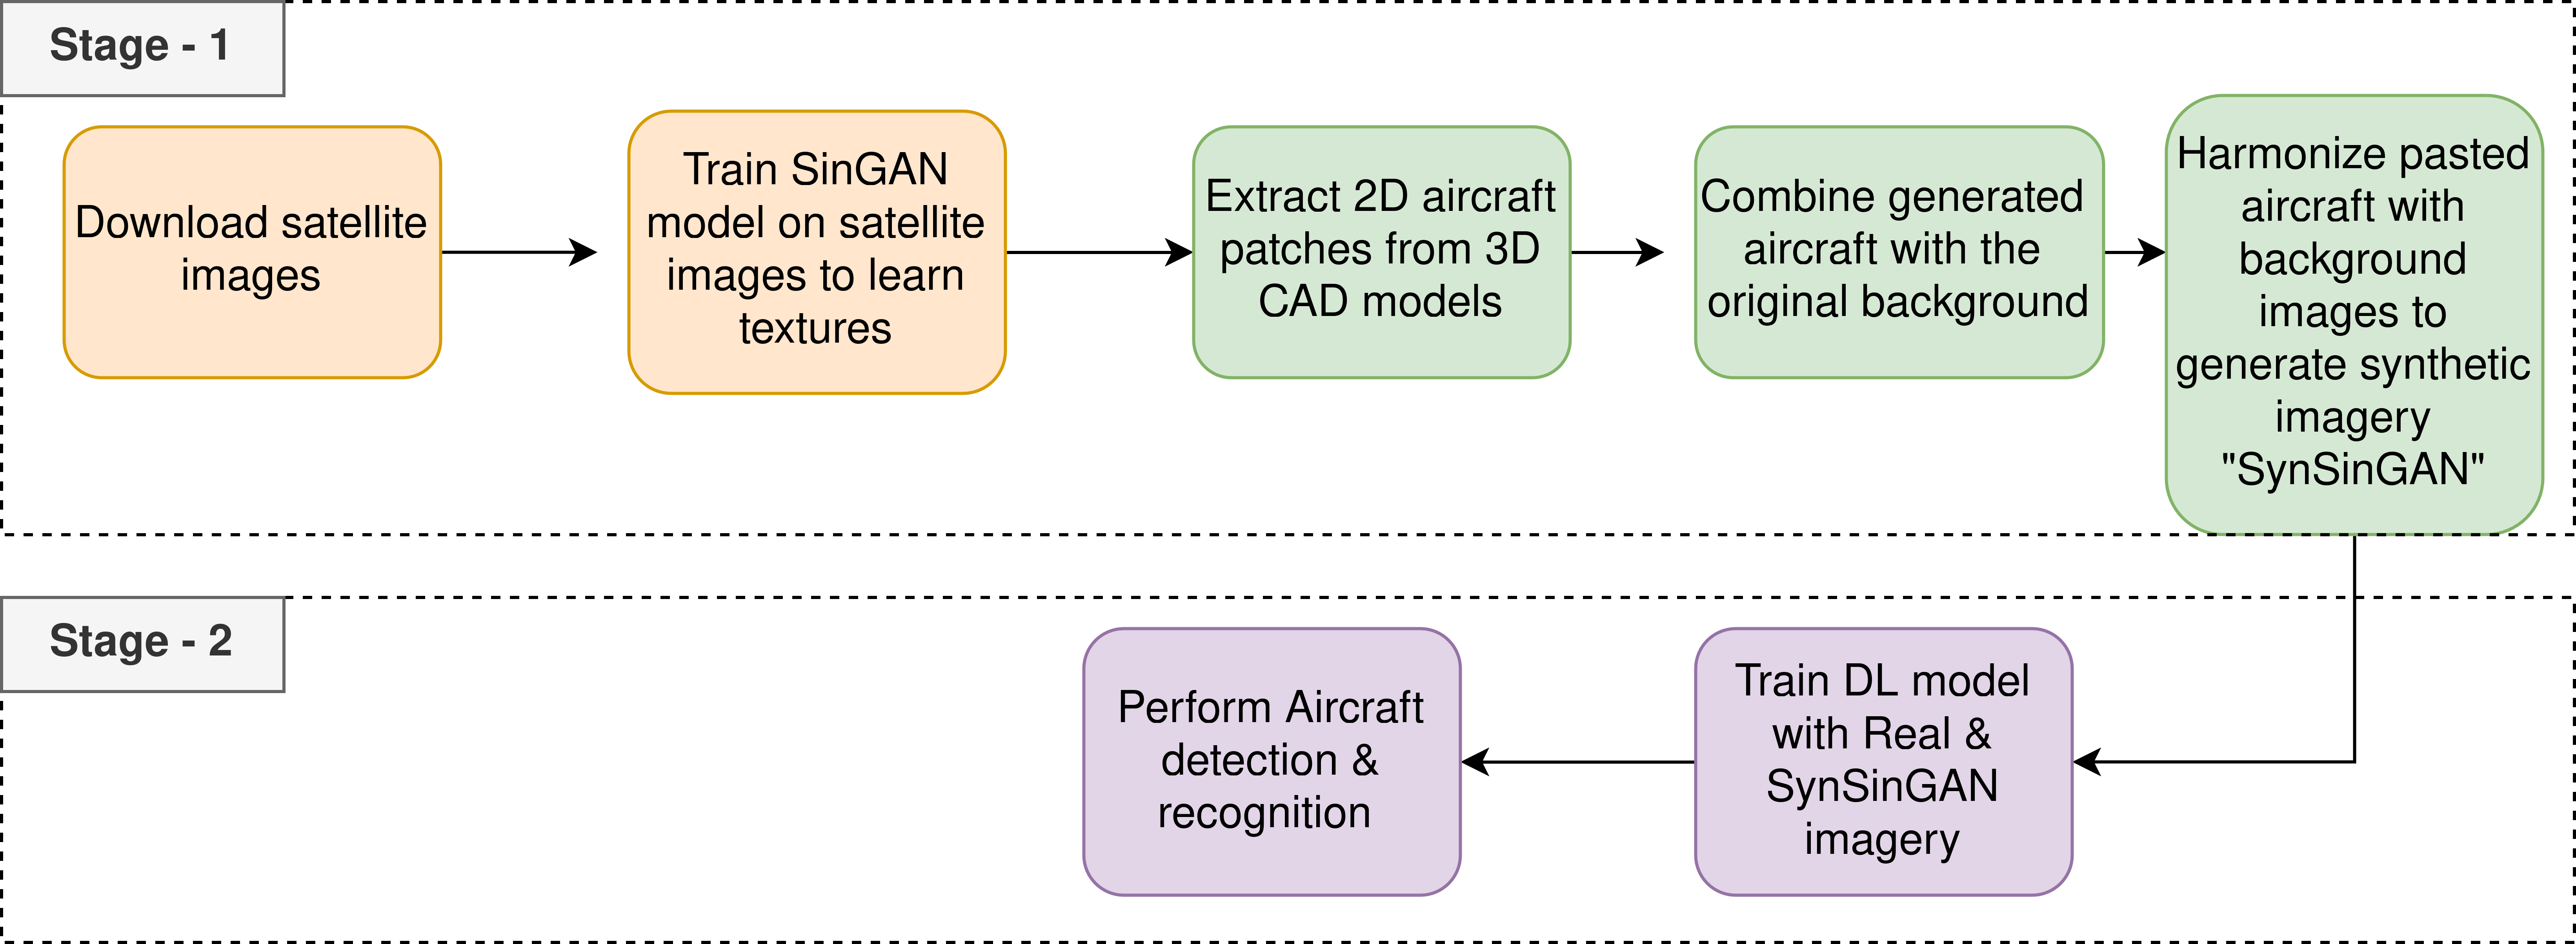 Stage - 1
Download satellite
images
Train SinGAN
model on satellite
images to learn
textures
Extract 2D aircraft
patches from 3D
CAD models
Combine generated
aircraft with the
original background
Harmonize pasted
aircraft with
background
images to
generate synthetic
imagery
"SynSinGAN"
Stage - 2
Perform Aircraft
detection &
recognition
Train DL model
with Real &
SynSinGAN
imagery